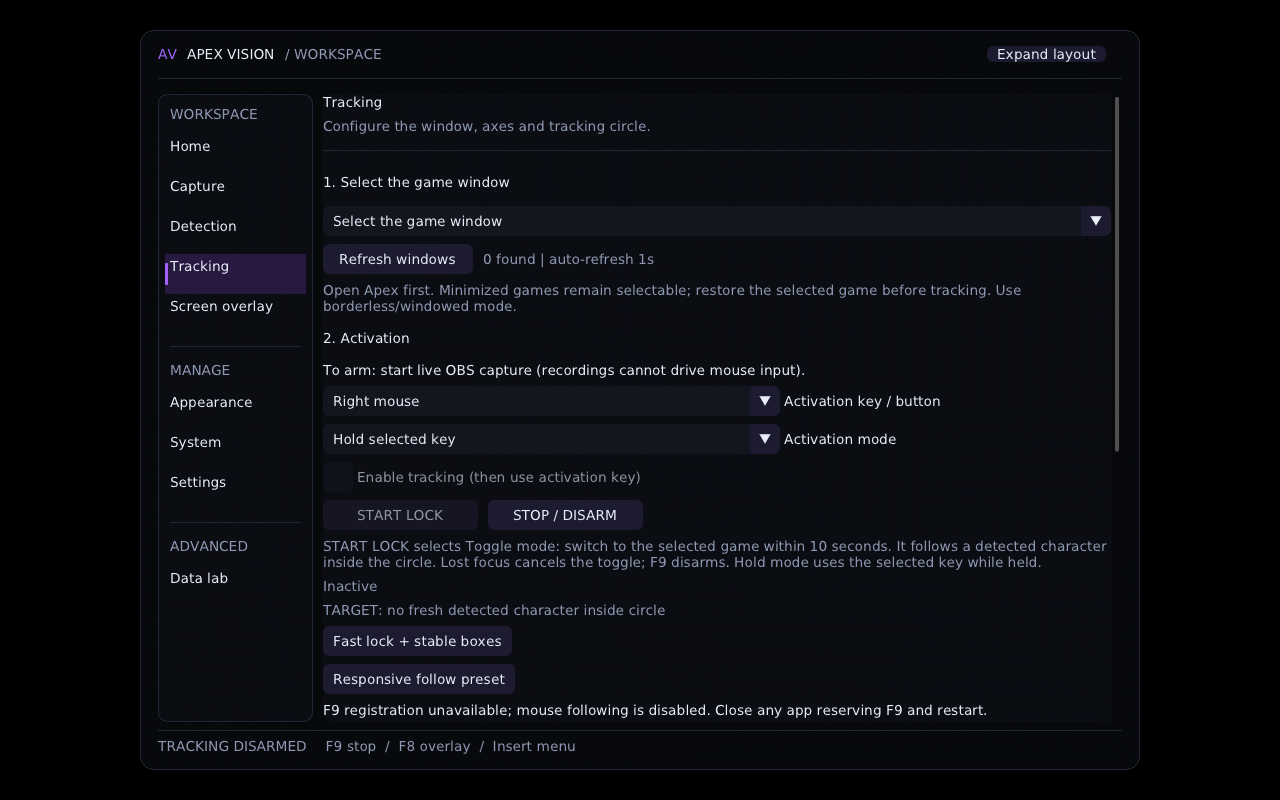 AV APEX VISION / WORKSPACE
Expand layout
WORKSPACE
Home
Capture
Detection
Tracking
Screen overlay
MANAGE
Appearance
System
Settings
ADVANCED
Data lab
Tracking
Configure the window, axes and tracking circle.
1. Select the game window
Select the game window
Refresh windows 0 found | auto-refresh 1s
Open Apex first. Minimized games remain selectable; restore the selected game before tracking. Use
borderless/windowed mode.
2. Activation
To arm: start live OBS capture (recordings cannot drive mouse input).
Right mouse Activation key / button
Hold selected key Activation mode
Enable tracking (then use activation key)
START LOCK STOP / DISARM
START LOCK selects Toggle mode: switch to the selected game within 10 seconds. It follows a detected character
inside the circle. Lost focus cancels the toggle; F9 disarms. Hold mode uses the selected key while held.
Inactive
TARGET: no fresh detected character inside circle
Fast lock + stable boxes
Responsive follow preset
F9 registration unavailable; mouse following is disabled. Close any app reserving F9 and restart.
TRACKING DISARMED F9 stop / F8 overlay / Insert menu